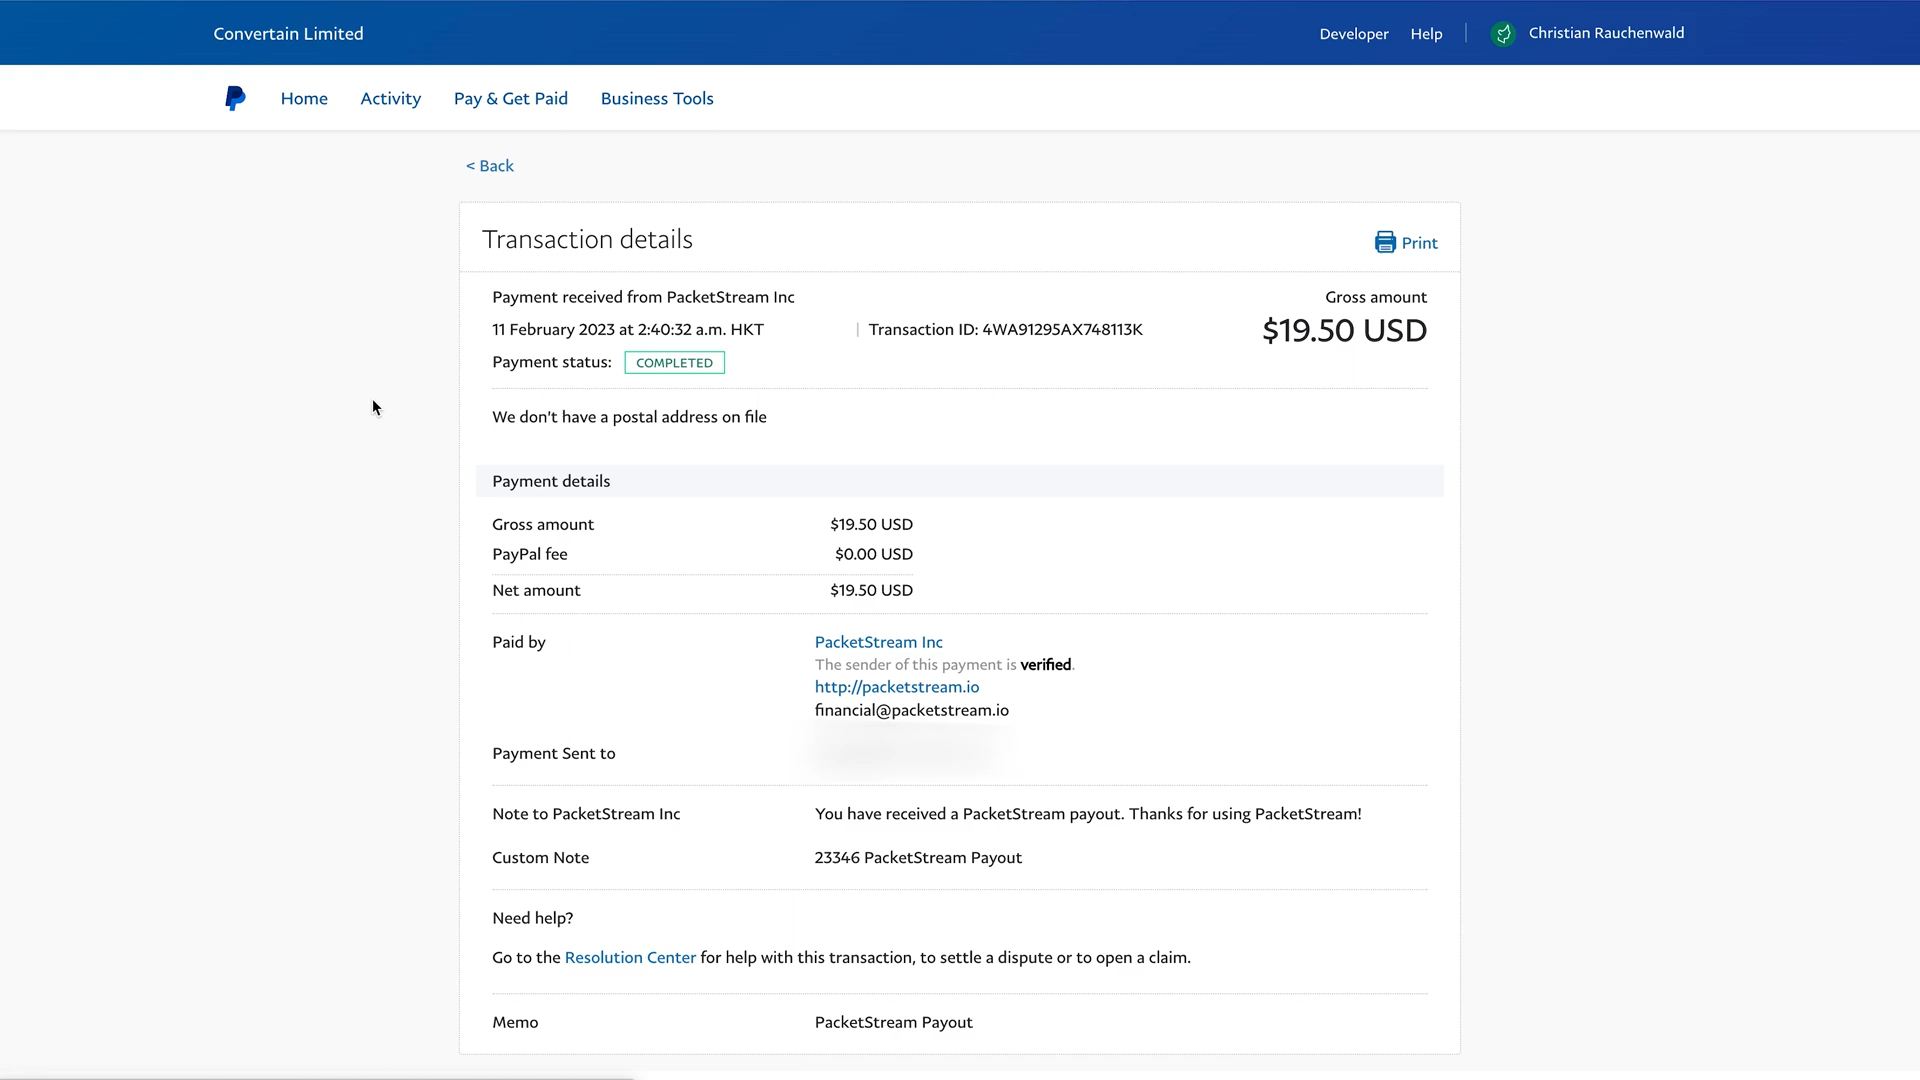 Convertain Limited
Developer Help Christian Rauchenwald
Home Activity Pay & Get Paid Business Tools
< Back
Transaction details
Print
Payment received from PacketStream Inc Gross amount
11 February 2023 at 2:40:32 a.m. HKT | Transaction ID: 4WA91295AX748113K $19.50 USD
Payment status: COMPLETED
We don't have a postal address on file
Payment details
Gross amount $19.50 USD
PayPal fee $0.00 USD
Net amount $19.50 USD
Paid by PacketStream Inc
The sender of this payment is verified.
http://packetstream.io
financial@packetstream.io
Payment Sent to
Note to PacketStream Inc You have received a PacketStream payout. Thanks for using PacketStream!
Custom Note 23346 PacketStream Payout
Need help?
Go to the Resolution Center for help with this transaction, to settle a dispute or to open a claim.
Memo PacketStream Payout